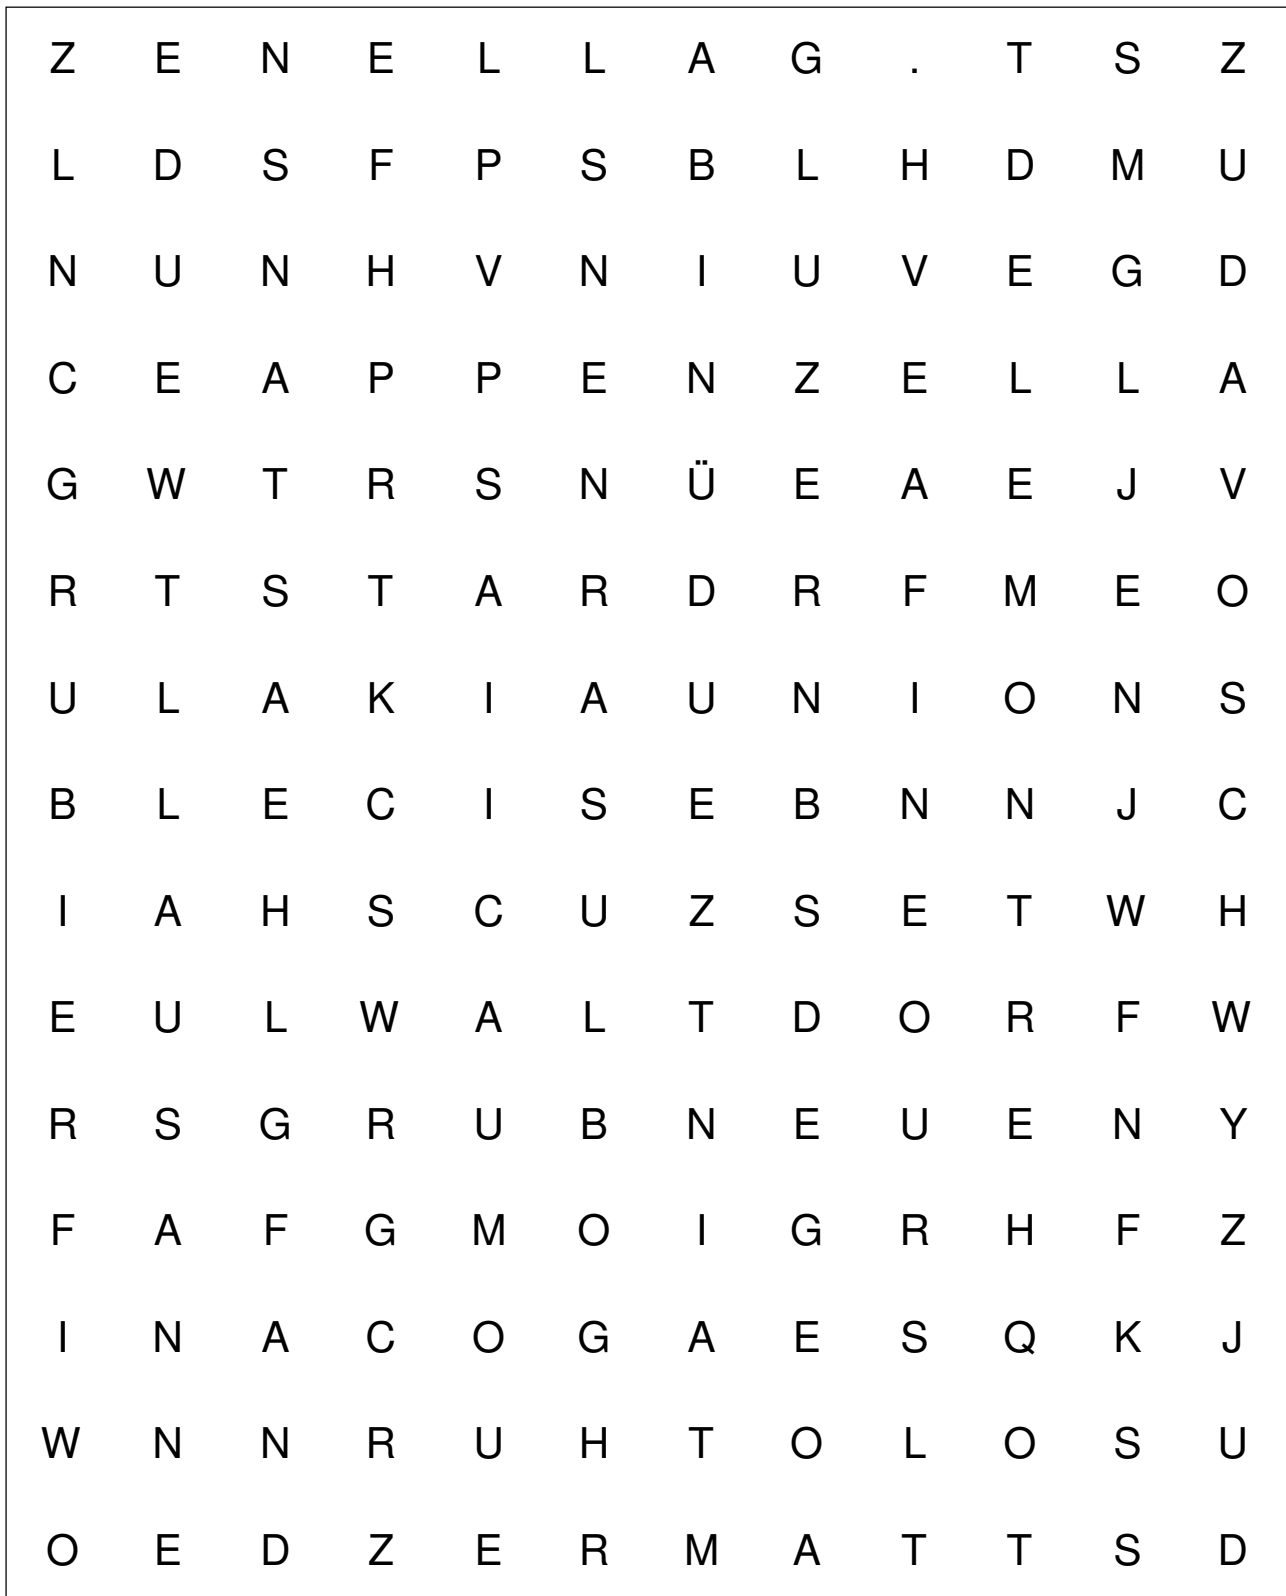 Z E N E L L A G . T S Z
L D S F P S B L H D M U
N U N H V N I U V E G D
C E A P P E N Z E L L A
G W T R S N Ü E A E J V
R T S T A R D R F M E O
U L A K I A U N I O N S
B L E C I S E B N N J C
I A H S C U Z S E T W H
E U L W A L T D O R F W
R S G R U B N E U E N Y
F A F G M O I G R H F Z
I N A C O G A E S Q K J
W N N R U H T O L O S U
O E D Z E R M A T T S D